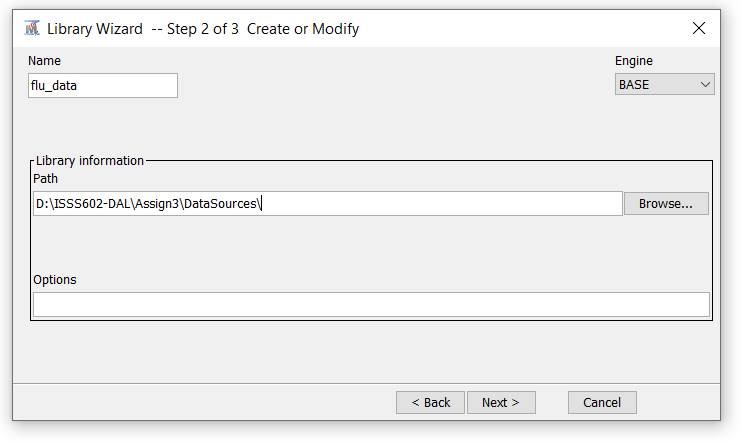 Library Wizard -- Step 2 of 3 Create or Modify
Name
Engine
flu_data
BASE
Library information
Path
D:\ISSS602-DAL\Assign3\DataSources\
Browse...
Options
< Back
Next >
Cancel